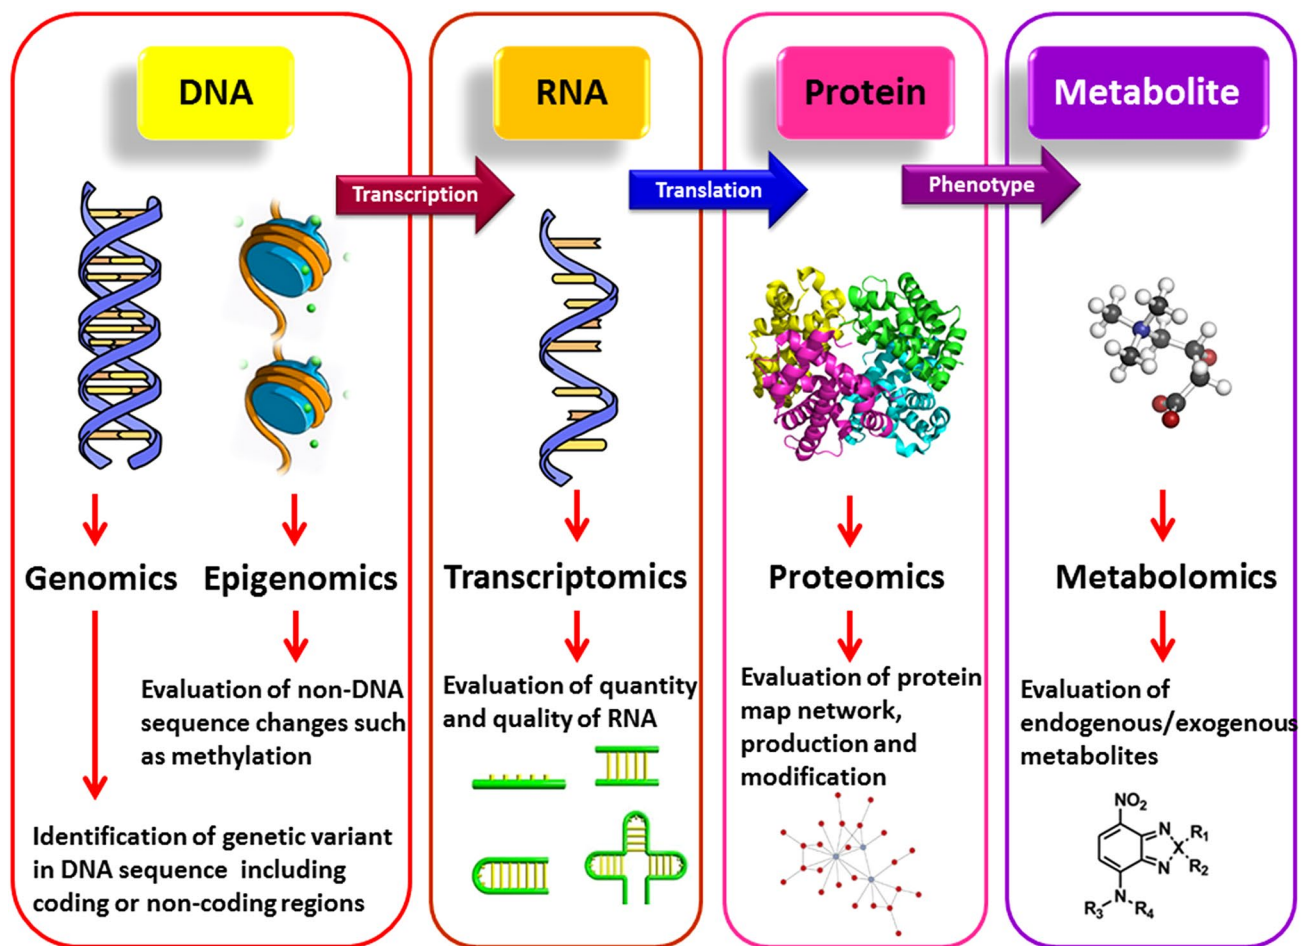 DNA
RNA
Protein
Metabolite
Transcription
Translation
Phenotype
Genomics
Epigenomics
Transcriptomics
Proteomics
Metabolomics
Evaluation of non-DNA
sequence changes such
as methylation
Identification of genetic variant
in DNA sequence including
coding or non-coding regions
Evaluation of quantity
and quality of RNA
Evaluation of protein
map network,
production and
modification
Evaluation of
endogenous/exogenous
metabolites
NO₂
N
R₁
X
N
R₂
N
R₃
R₄